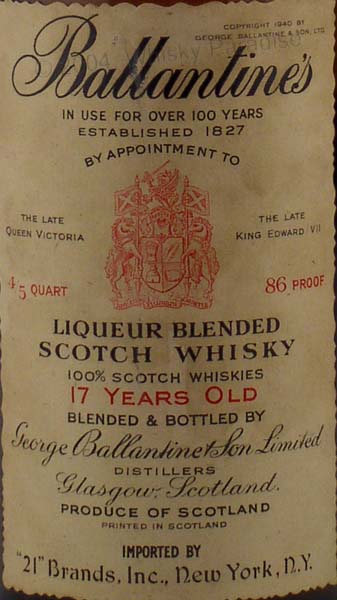 COPYRIGHT 1940 BY
GEORGE BALLANTINE & SON, LTD.
Whisky Paradise
Ballantine's
IN USE FOR OVER 100 YEARS
ESTABLISHED 1827
BY APPOINTMENT TO
THE LATE
QUEEN VICTORIA
THE LATE
KING EDWARD VII
4/5 QUART
86 PROOF
LIQUEUR BLENDED
SCOTCH WHISKY
100% SCOTCH WHISKIES
17 YEARS OLD
BLENDED & BOTTLED BY
George Ballantine & Son Limited
DISTILLERS
Glasgow, Scotland.
PRODUCE OF SCOTLAND
PRINTED IN SCOTLAND
IMPORTED BY
"21" Brands, Inc., New York, N.Y.